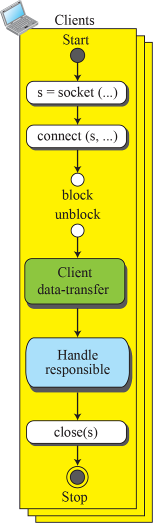 Clients
Start
s = socket (...)
connect (s, ...)
block
unblock
Client
data-transfer
Handle
responsible
close(s)
Stop